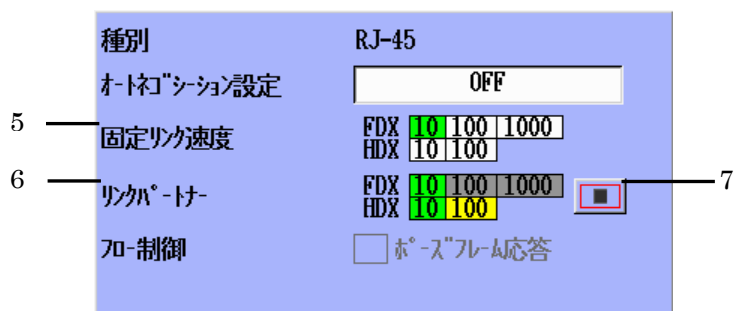 種別 RJ-45
ｵｰﾄﾈｺﾞｼｰｼｮﾝ設定 OFF
5 固定ﾘﾝｸ速度 FDX 10 100 1000
HDX 10 100
6 ﾘﾝｸﾊﾟｰﾄﾅｰ FDX 10 100 1000 7
HDX 10 100
ﾌﾛｰ制御 ﾎﾟｰｽﾞﾌﾚｰﾑ応答